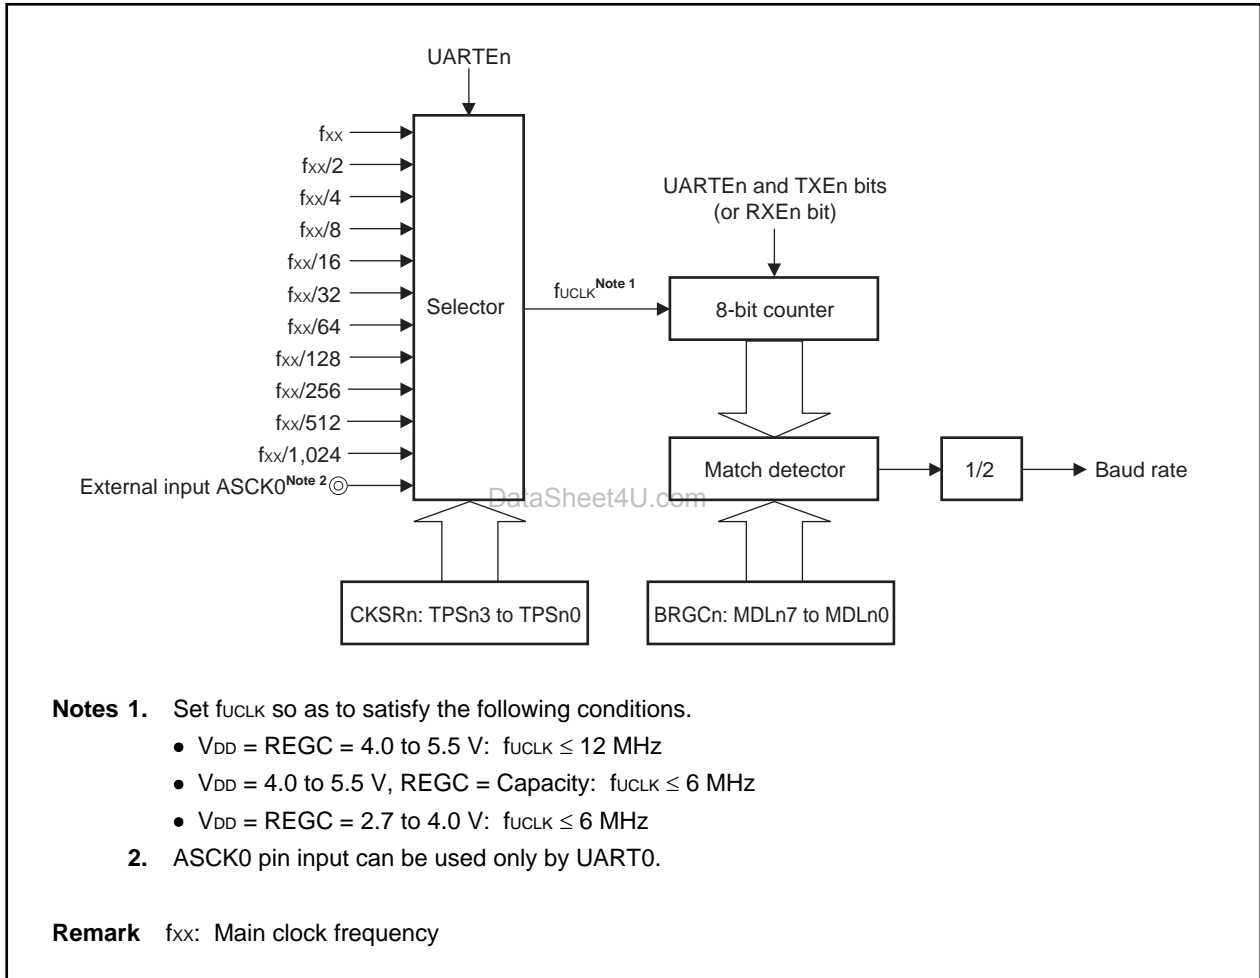 UARTEn
fxx
fxx/2
fxx/4
fxx/8
fxx/16
fxx/32
fxx/64
fxx/128
fxx/256
fxx/512
fxx/1,024
External input ASCK0Note 2
Selector
fUCLKNote 1
UARTEn and TXEn bits
(or RXEn bit)
8-bit counter
Match detector
1/2
Baud rate
DataSheet4U.com
CKSRn: TPSn3 to TPSn0
BRGCn: MDLn7 to MDLn0
Notes 1. Set fUCLK so as to satisfy the following conditions.
• VDD = REGC = 4.0 to 5.5 V: fUCLK ≤ 12 MHz
• VDD = 4.0 to 5.5 V, REGC = Capacity: fUCLK ≤ 6 MHz
• VDD = REGC = 2.7 to 4.0 V: fUCLK ≤ 6 MHz
2. ASCK0 pin input can be used only by UART0.
Remark fxx: Main clock frequency